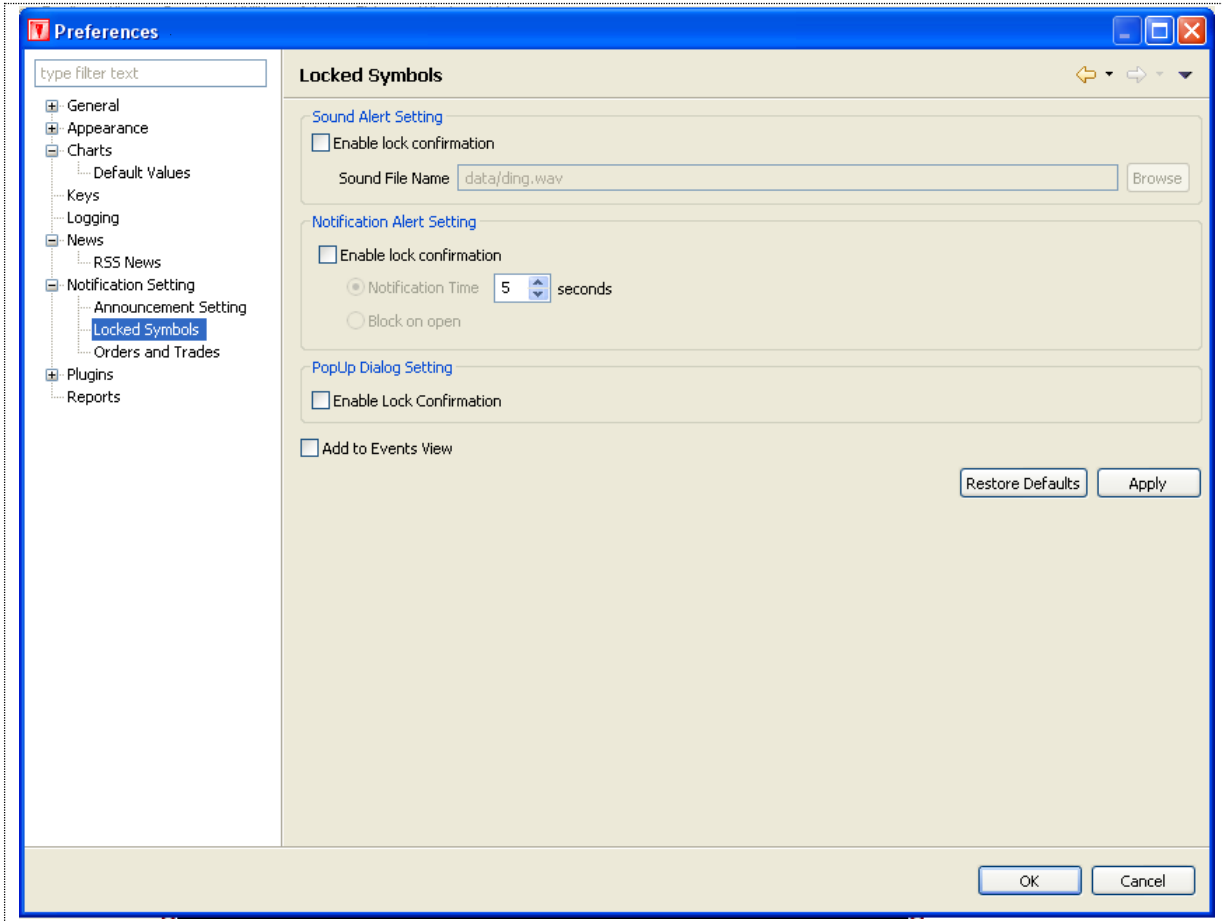 Preferences
type filter text
General
Appearance
Charts
Default Values
Keys
Logging
News
RSS News
Notification Setting
Announcement Setting
Locked Symbols
Orders and Trades
Plugins
Reports
Locked Symbols
Sound Alert Setting
Enable lock confirmation
Sound File Name data/ding.wav Browse
Notification Alert Setting
Enable lock confirmation
Notification Time 5 seconds
Block on open
PopUp Dialog Setting
Enable Lock Confirmation
Add to Events View
Restore Defaults Apply
OK Cancel